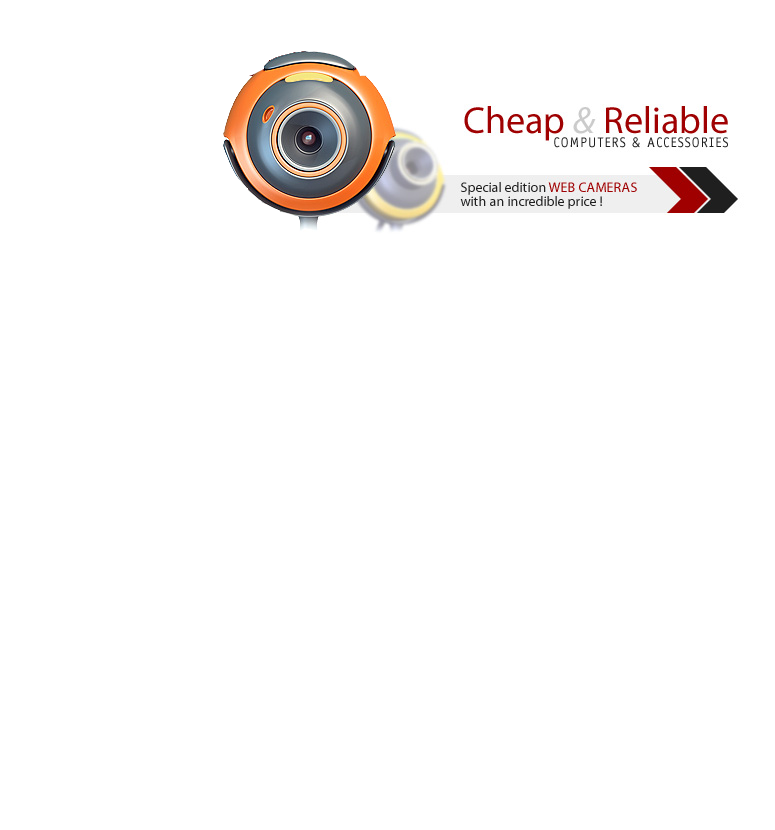 Cheap & Reliable
COMPUTERS & ACCESSORIES
Special edition WEB CAMERAS
with an incredible price !